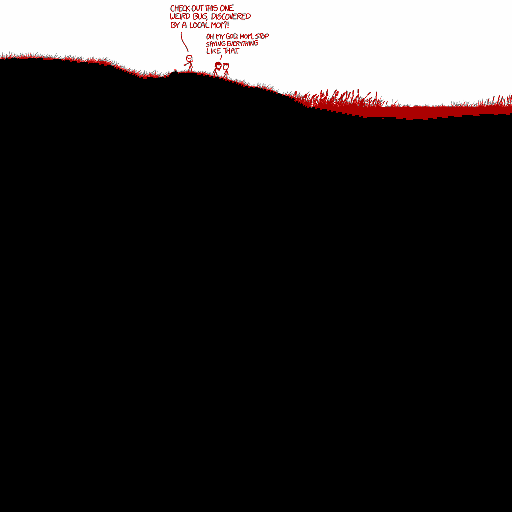 CHECK OUT THIS ONE
WEIRD BUG, DISCOVERED
BY A LOCAL MOM?!
OH MY GOD, MOM, STOP
SAYING EVERYTHING
LIKE THAT.